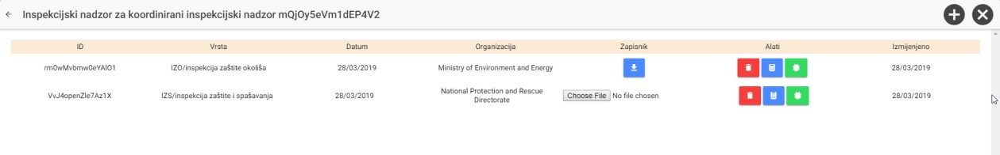 Inspekcijski nadzor za koordinirani inspekcijski nadzor mQjOy5eVm1dEP4V2
ID Vrsta Datum Organizacija Zapisnik Alati Izmijenjeno
rm0wMvbmw0eYAlO1 IZO/inspekcija zaštite okoliša 28/03/2019 Ministry of Environment and Energy 28/03/2019
VvJ4openZle7Az1X IZS/inspekcija zaštite i spašavanja 28/03/2019 National Protection and Rescue Directorate Choose File No file chosen 28/03/2019